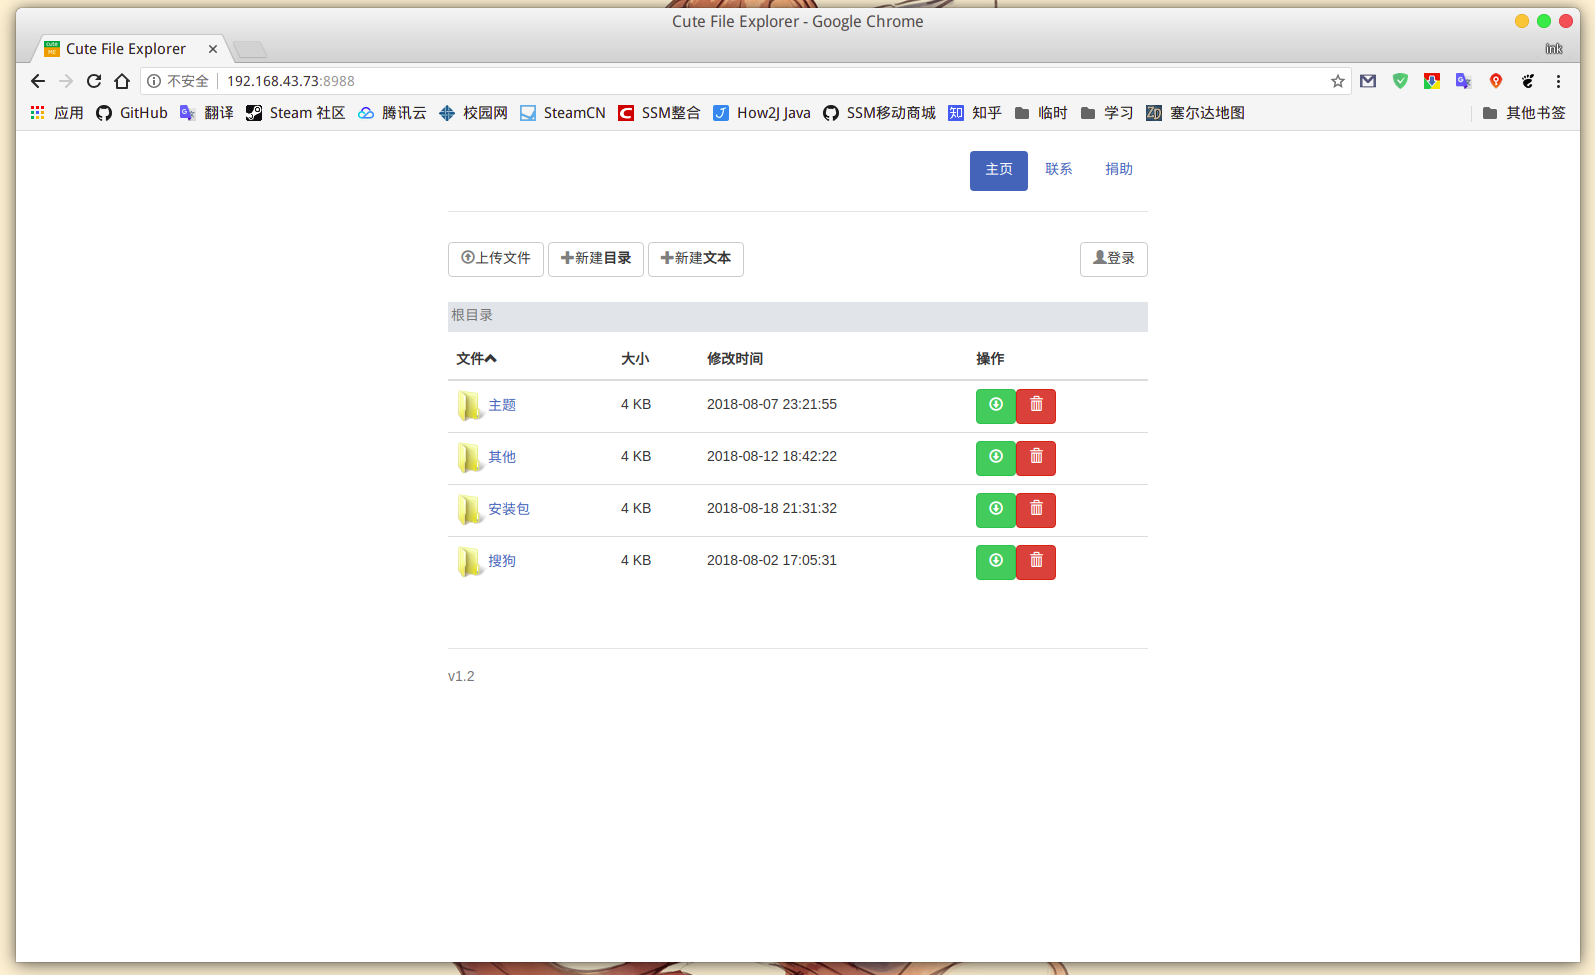 Cute File Explorer - Google Chrome
Cute File Explorer
ink
不安全 192.168.43.73:8988
应用 GitHub 翻译 Steam 社区 腾讯云 校园网 SteamCN SSM整合 How2J Java SSM移动商城 知乎 临时 学习 塞尔达地图 其他书签
主页 联系 捐助
上传文件 新建目录 新建文本 登录
根目录
文件 大小 修改时间 操作
主题 4 KB 2018-08-07 23:21:55
其他 4 KB 2018-08-12 18:42:22
安装包 4 KB 2018-08-18 21:31:32
搜狗 4 KB 2018-08-02 17:05:31
v1.2